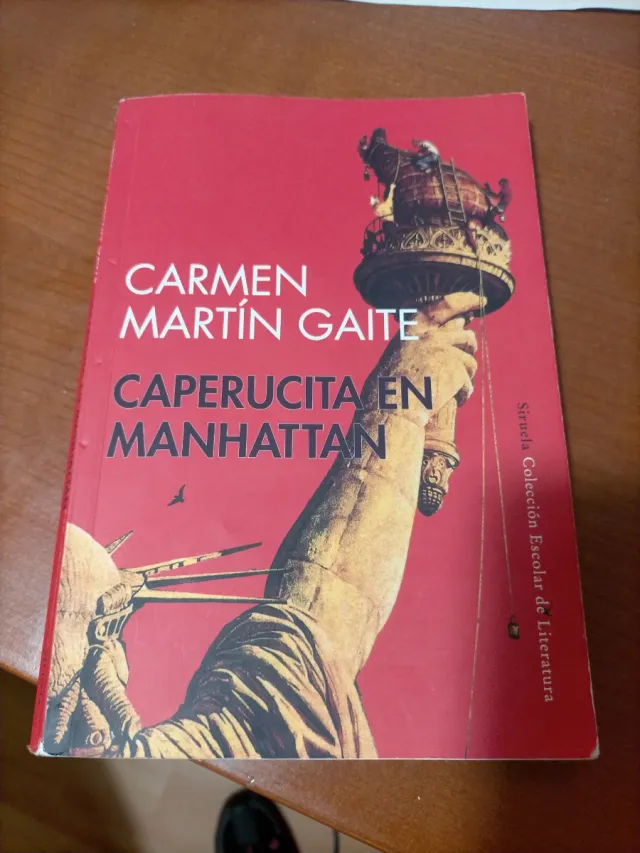 CARMEN
MARTÍN GAITE
CAPERUCITA EN
MANHATTAN
Siruela Colección Escolar de Literatura